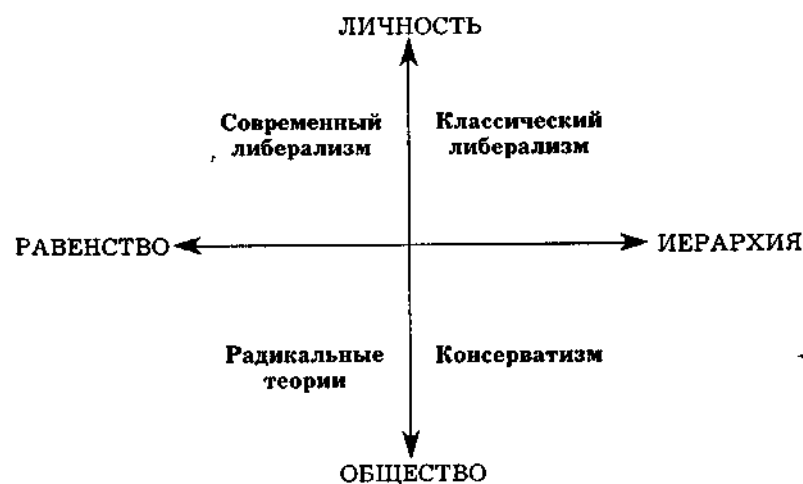 ЛИЧНОСТЬ
Современный
либерализм
Классический
либерализм
РАВЕНСТВО
ИЕРАРХИЯ
Радикальные
теории
Консерватизм
ОБЩЕСТВО